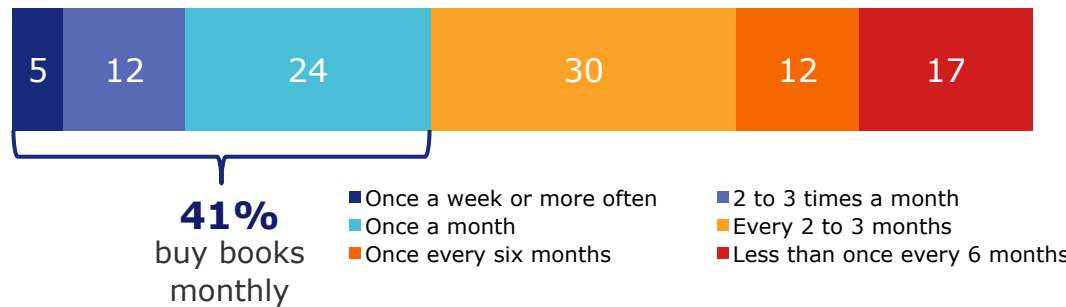 5 12 24 30 12 17
41%
buy books
monthly
Once a week or more often
2 to 3 times a month
Once a month
Every 2 to 3 months
Once every six months
Less than once every 6 months